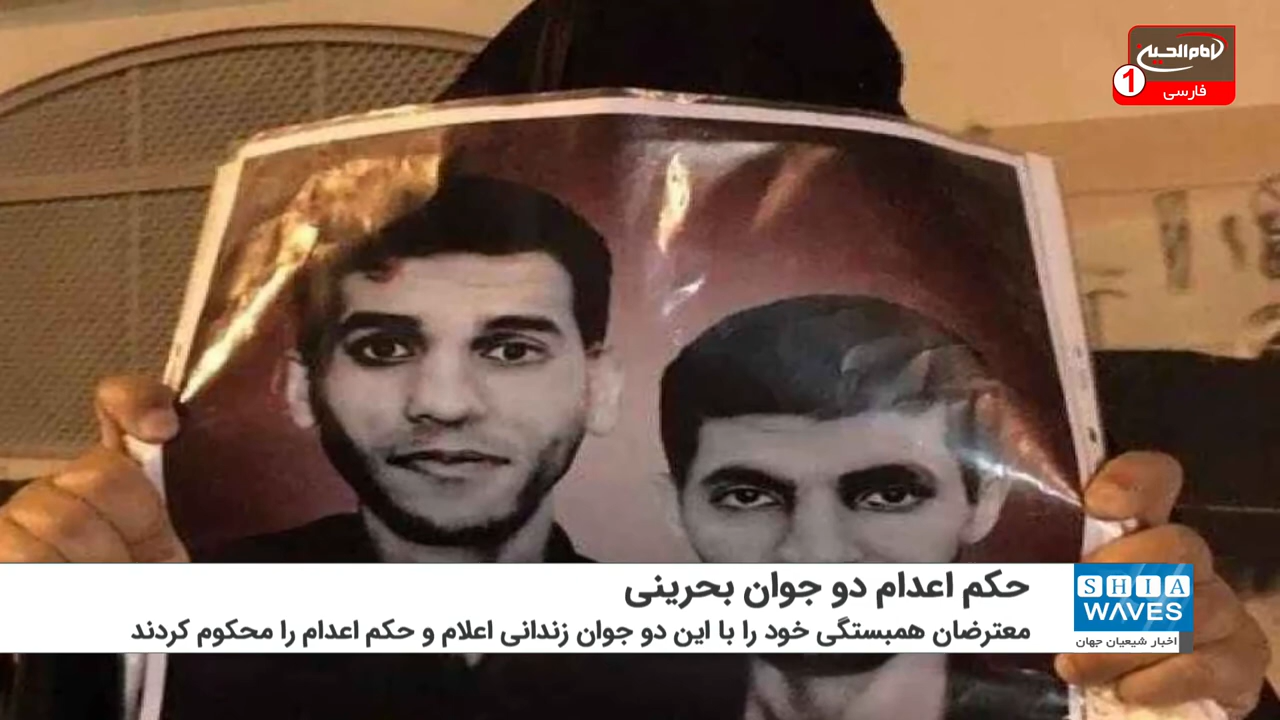 امام الحسین
1
فارسی
حکم اعدام دو جوان بحرینی
معترضان همبستگی خود را با این دو جوان زندانی اعلام و حکم اعدام را محکوم کردند
SHIA
WAVES
اخبار شیعیان جهان